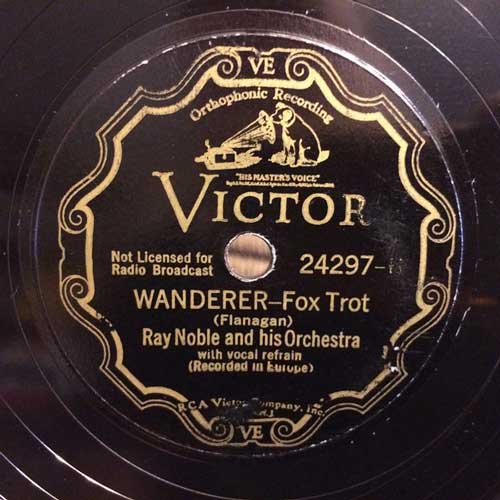 VE
Orthophonic Recording
"HIS MASTER'S VOICE"
VICTOR
Not Licensed for
Radio Broadcast
24297-
WANDERER-Fox Trot
(Flanagan)
Ray Noble and his Orchestra
with vocal refrain
(Recorded in Europe)
RCA Victor Company, Inc.
VE